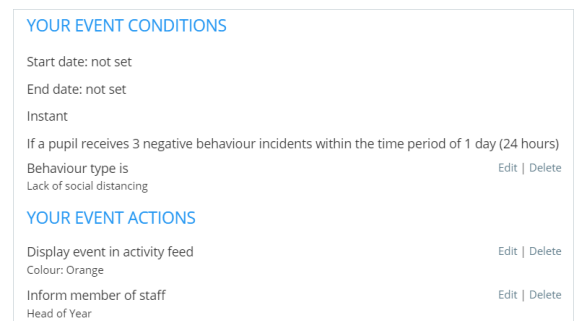 YOUR EVENT CONDITIONS
Start date: not set
End date: not set
Instant
If a pupil receives 3 negative behaviour incidents within the time period of 1 day (24 hours)
Behaviour type is Edit | Delete
Lack of social distancing
YOUR EVENT ACTIONS
Display event in activity feed Edit | Delete
Colour: Orange
Inform member of staff Edit | Delete
Head of Year